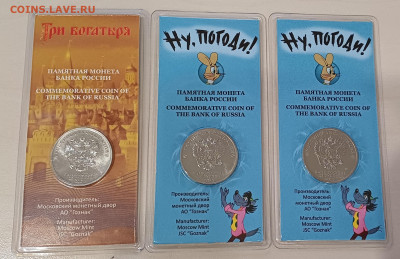 COINS.LAVE.RU
Три богатыря
ПАМЯТНАЯ МОНЕТА
БАНКА РОССИИ
COMMEMORATIVE COIN OF
THE BANK OF RUSSIA
Производитель:
Московский
монетный двор
АО "Гознак"
Manufacturer:
Moscow Mint
JSC "Goznak"
Ну, погоди!
ПАМЯТНАЯ МОНЕТА
БАНКА РОССИИ
COMMEMORATIVE COIN OF
THE BANK OF RUSSIA
Производитель:
Московский
монетный двор
АО "Гознак"
Manufacturer:
Moscow Mint
JSC "Goznak"
Ну, погоди!
ПАМЯТНАЯ МОНЕТА
БАНКА РОССИИ
COMMEMORATIVE COIN OF
THE BANK OF RUSSIA
Производитель:
Московский
монетный двор
АО "Гознак"
Manufacturer:
Moscow Mint
JSC "Goznak"